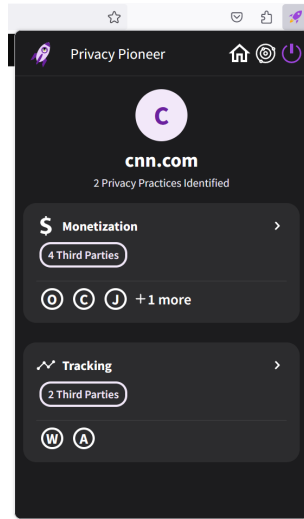 Privacy Pioneer
C
cnn.com
2 Privacy Practices Identified
$ Monetization
4 Third Parties
O C J +1 more
Tracking
2 Third Parties
W A